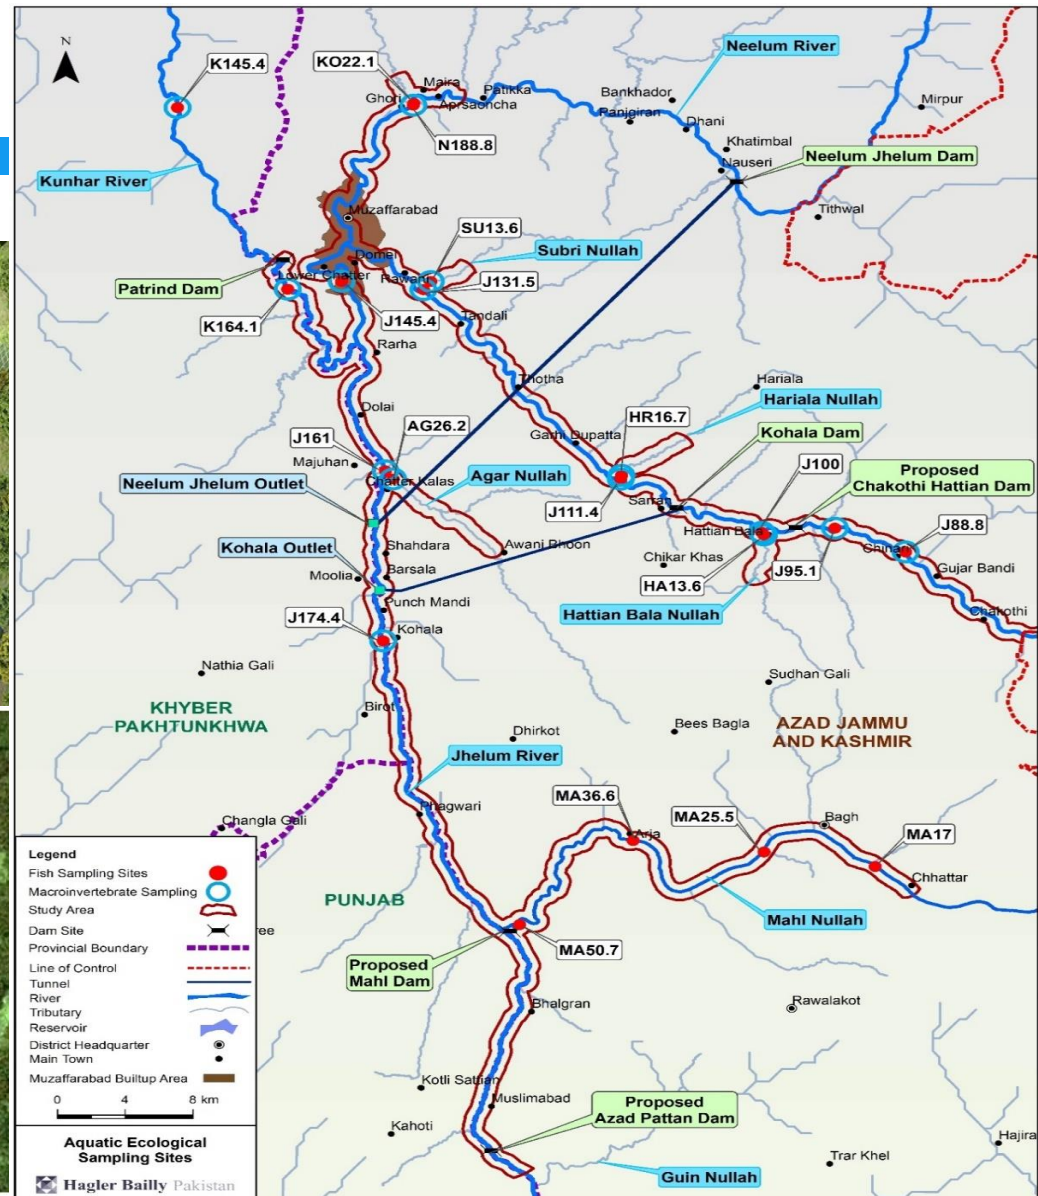 N
K145.4
KO22.1
Maira
Ghori
Aprsaoncha
Patikka
N188.8
Neelum River
Bankhador
Panjgiran
Dhani
Khatimbal
Nauseri
Mirpur
Neelum Jhelum Dam
Tithwal
Kunhar River
Muzaffarabad
SU13.6
Subri Nullah
Domel
Lower Chatter
Rawani
J131.5
Patrind Dam
K164.1
J145.4
Tandali
Rarha
Thotha
Hariala
Hariala Nullah
Dolai
HR16.7
Garhi Dupatta
Kohala Dam
J161
AG26.2
Majuhan
Chatter Kalas
Agar Nullah
J100
Proposed
Chakothi Hattian Dam
Neelum Jhelum Outlet
J111.4
Sarran
Hattian Bala
J88.8
Kohala Outlet
Shahdara
Awani Bhoon
Chikar Khas
Moolia
Barsala
HA13.6
J95.1
Gujar Bandi
Punch Mandi
Hattian Bala Nullah
Chakothi
J174.4
Kohala
Nathia Gali
Sudhan Gali
KHYBER
PAKHTUNKHWA
Birot
Dhirkot
Bees Bagla
AZAD JAMMU
AND KASHMIR
Jhelum River
MA36.6
MA25.5
Changla Gali
Phagwari
Arja
Bagh
MA17
Chhattar
PUNJAB
Mahl Nullah
MA50.7
Proposed
Mahl Dam
Bhalgran
Rawalakot
Kotli Sattian
Muslimabad
Proposed
Azad Pattan Dam
Kahoti
Hajira
Trar Khel
Guin Nullah
Legend
Fish Sampling Sites
Macroinvertebrate Sampling
Study Area
Dam Site
Provincial Boundary
Line of Control
Tunnel
River
Tributary
Reservoir
District Headquarter
Main Town
Muzaffarabad Builtup Area
0 4 8 km
Aquatic Ecological
Sampling Sites
Hagler Bailly Pakistan